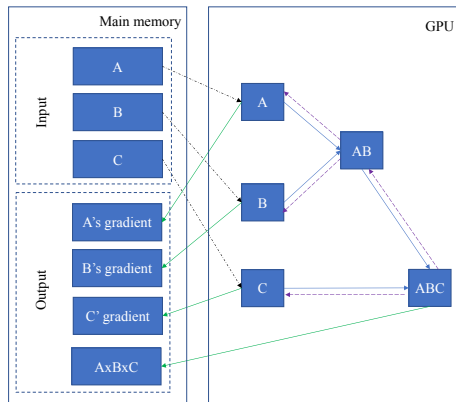 Main memory
GPU
Input
A
B
C
Output
A's gradient
B's gradient
C' gradient
AxBxC
A
B
C
AB
ABC